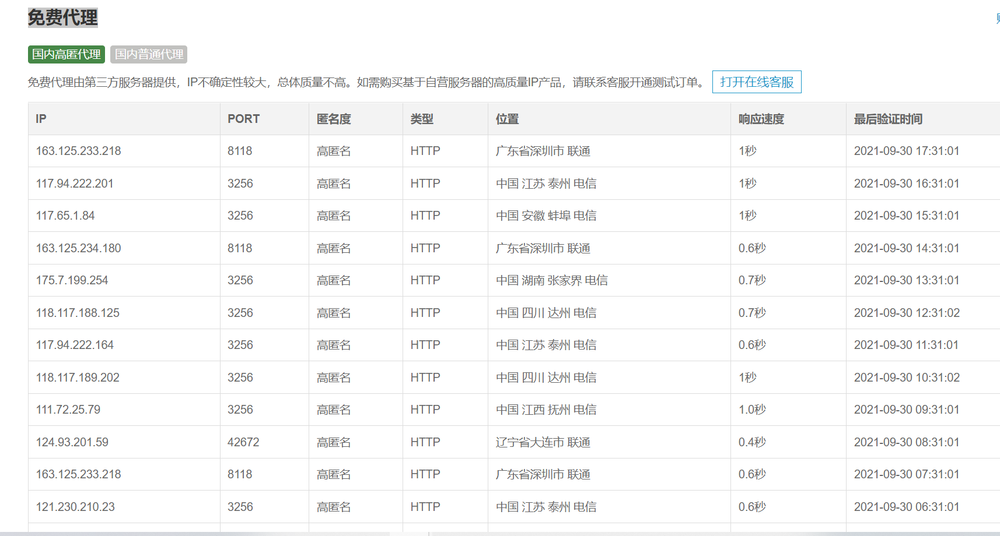 免费代理
国内高匿代理 国内普通代理
免费代理由第三方服务器提供，IP不确定性较大，总体质量不高。如需购买基于自营服务器的高质量IP产品，请联系客服开通测试订单。 打开在线客服
IP PORT 匿名度 类型 位置 响应速度 最后验证时间
163.125.233.218 8118 高匿名 HTTP 广东省深圳市 联通 1秒 2021-09-30 17:31:01
117.94.222.201 3256 高匿名 HTTP 中国 江苏 泰州 电信 1秒 2021-09-30 16:31:01
117.65.1.84 3256 高匿名 HTTP 中国 安徽 蚌埠 电信 1秒 2021-09-30 15:31:01
163.125.234.180 8118 高匿名 HTTP 广东省深圳市 联通 0.6秒 2021-09-30 14:31:01
175.7.199.254 3256 高匿名 HTTP 中国 湖南 张家界 电信 0.7秒 2021-09-30 13:31:01
118.117.188.125 3256 高匿名 HTTP 中国 四川 达州 电信 0.7秒 2021-09-30 12:31:02
117.94.222.164 3256 高匿名 HTTP 中国 江苏 泰州 电信 0.6秒 2021-09-30 11:31:01
118.117.189.202 3256 高匿名 HTTP 中国 四川 达州 电信 1秒 2021-09-30 10:31:02
111.72.25.79 3256 高匿名 HTTP 中国 江西 抚州 电信 1.0秒 2021-09-30 09:31:01
124.93.201.59 42672 高匿名 HTTP 辽宁省大连市 联通 0.4秒 2021-09-30 08:31:01
163.125.233.218 8118 高匿名 HTTP 广东省深圳市 联通 0.6秒 2021-09-30 07:31:01
121.230.210.23 3256 高匿名 HTTP 中国 江苏 泰州 电信 0.6秒 2021-09-30 06:31:01